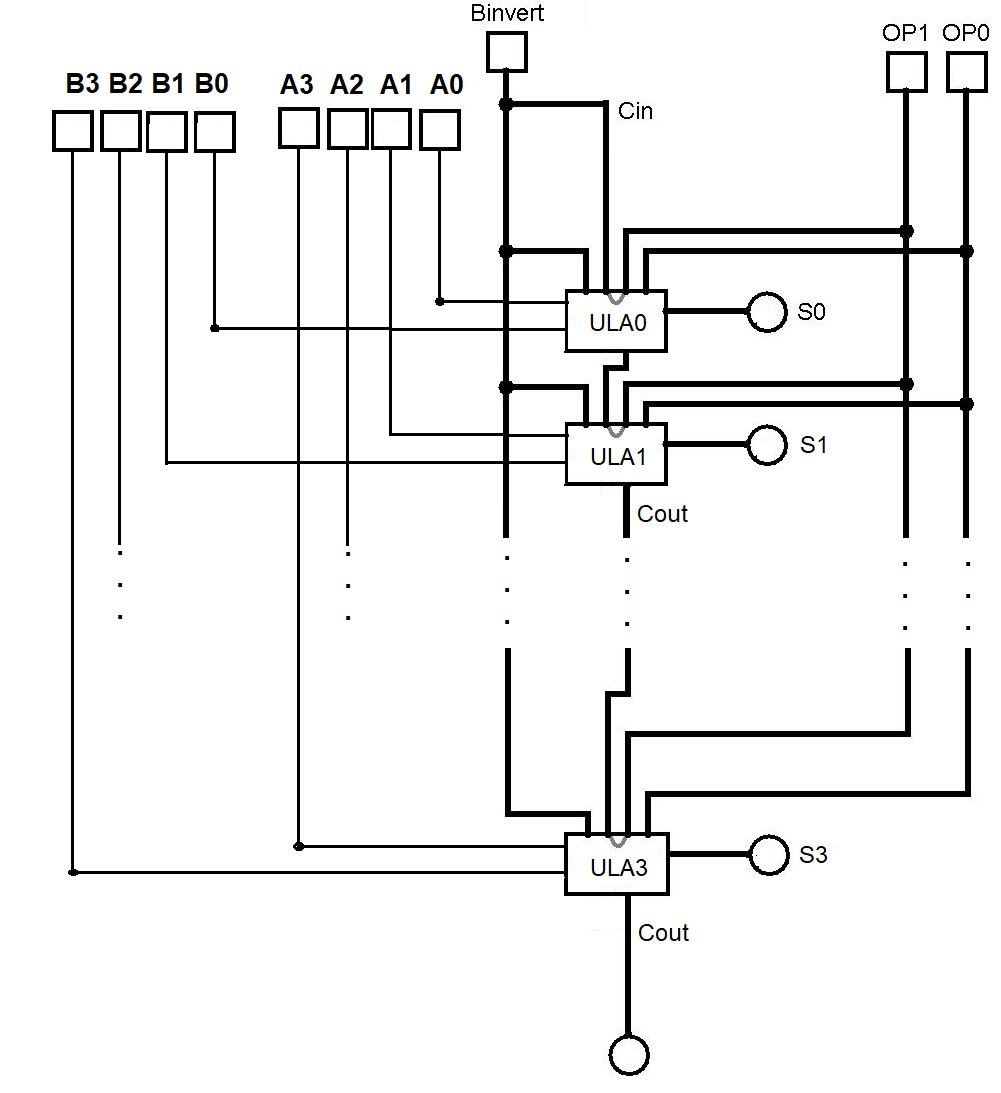 Binvert
OP1 OP0
B3 B2 B1 B0
A3 A2 A1 A0
Cin
ULA0
S0
ULA1
S1
Cout
ULA3
S3
Cout